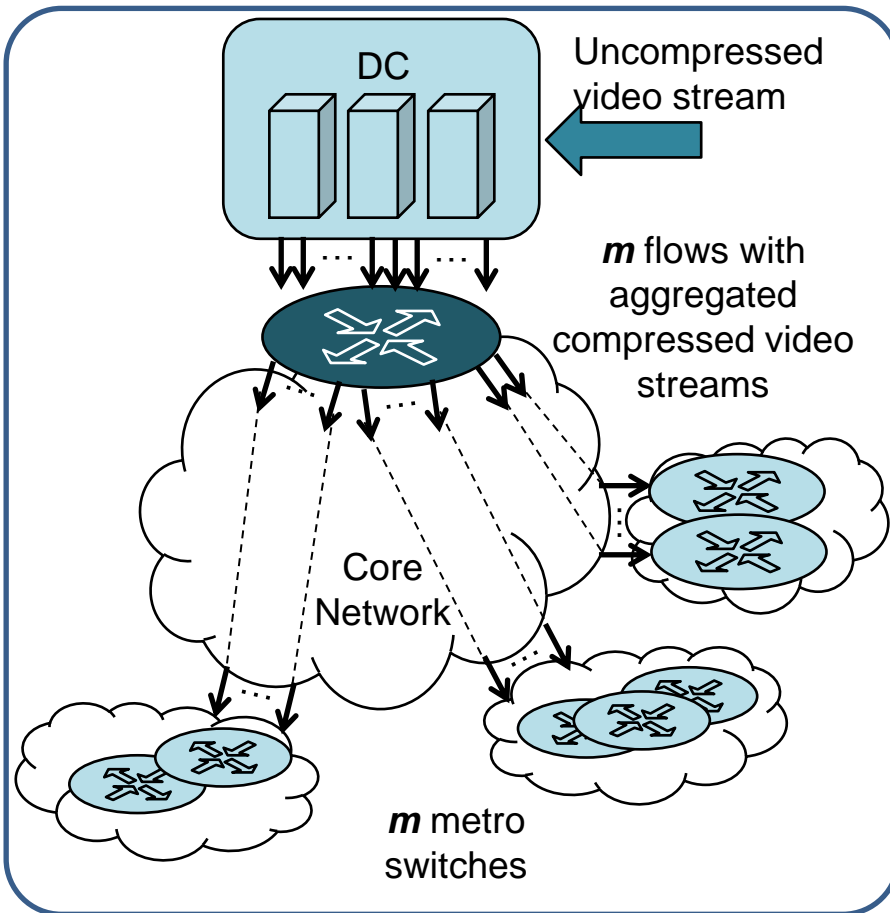 DC
Uncompressed
video stream
m flows with
aggregated
compressed video
streams
Core
Network
m metro
switches